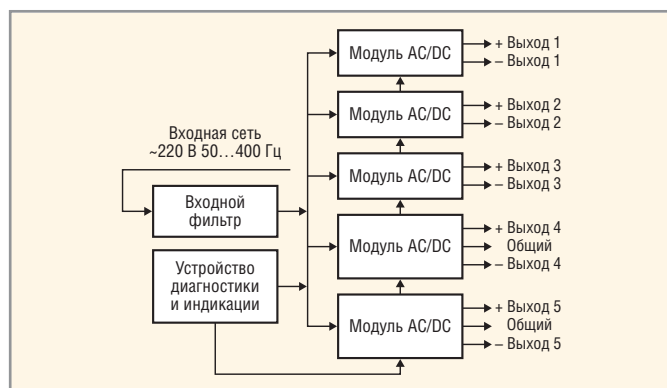 Входная сеть
~220 В 50…400 Гц
Входной
фильтр
Устройство
диагностики
и индикации
Модуль AC/DC
+ Выход 1
– Выход 1
Модуль AC/DC
+ Выход 2
– Выход 2
Модуль AC/DC
+ Выход 3
– Выход 3
Модуль AC/DC
+ Выход 4
Общий
– Выход 4
Модуль AC/DC
+ Выход 5
Общий
– Выход 5